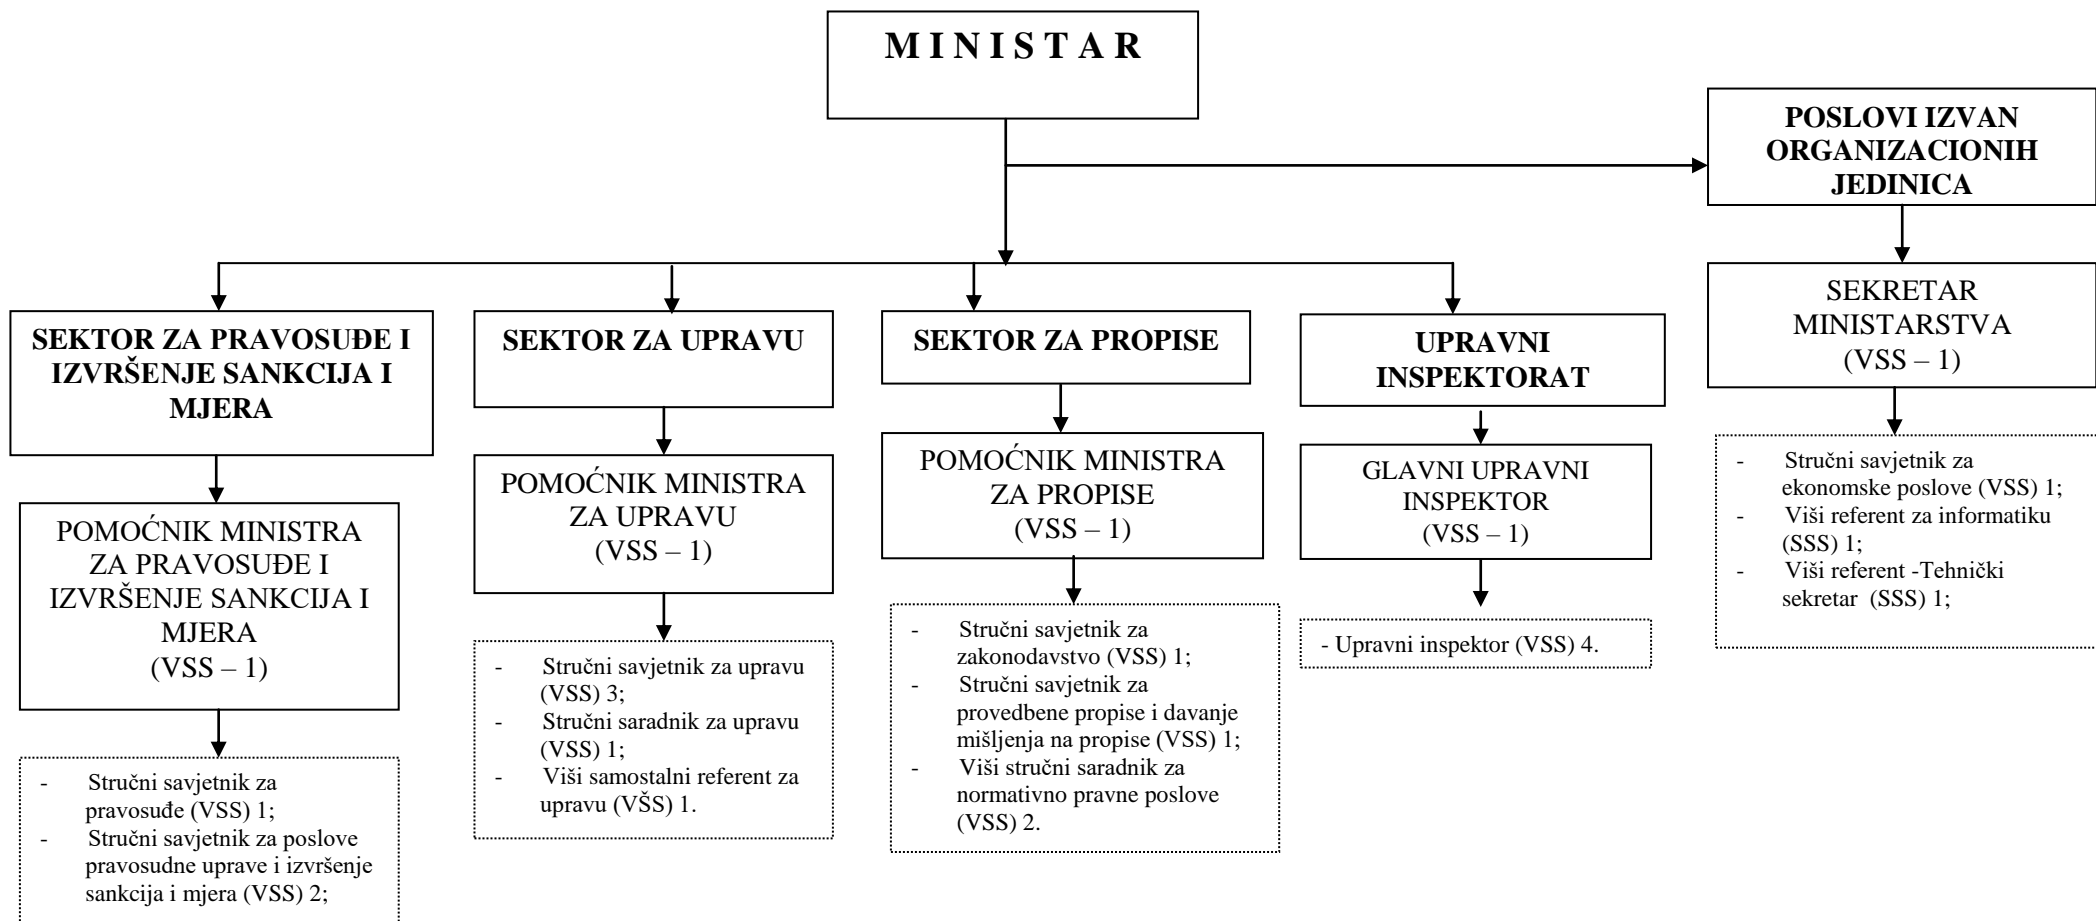 M I N I S T A R
POSLOVI IZVAN
ORGANIZACIONIH
JEDINICA
SEKRETAR
MINISTARSTVA
(VSS – 1)
- Stručni savjetnik za
ekonomske poslove (VSS) 1;
- Viši referent za informatiku
(SSS) 1;
- Viši referent -Tehnički
sekretar (SSS) 1;
SEKTOR ZA PRAVOSUĐE I
IZVRŠENJE SANKCIJA I
MJERA
POMOĆNIK MINISTRA
ZA PRAVOSUĐE I
IZVRŠENJE SANKCIJA I
MJERA
(VSS – 1)
- Stručni savjetnik za
pravosuđe (VSS) 1;
- Stručni savjetnik za poslove
pravosudne uprave i izvršenje
sankcija i mjera (VSS) 2;
SEKTOR ZA UPRAVU
POMOĆNIK MINISTRA
ZA UPRAVU
(VSS – 1)
- Stručni savjetnik za upravu
(VSS) 3;
- Stručni saradnik za upravu
(VSS) 1;
- Viši samostalni referent za
upravu (VŠS) 1.
SEKTOR ZA PROPISE
POMOĆNIK MINISTRA
ZA PROPISE
(VSS – 1)
- Stručni savjetnik za
zakonodavstvo (VSS) 1;
- Stručni savjetnik za
provedbene propise i davanje
mišljenja na propise (VSS) 1;
- Viši stručni saradnik za
normativno pravne poslove
(VSS) 2.
UPRAVNI
INSPEKTORAT
GLAVNI UPRAVNI
INSPEKTOR
(VSS – 1)
- Upravni inspektor (VSS) 4.